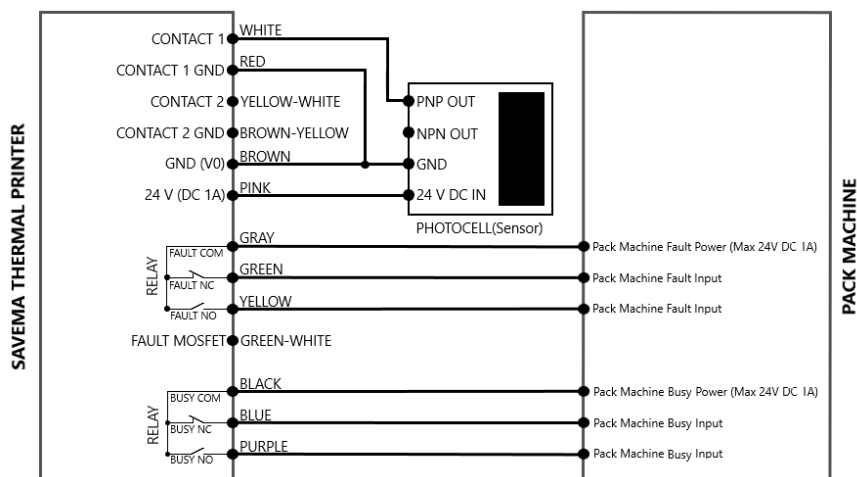 SAVEMA THERMAL PRINTER
CONTACT 1 WHITE
CONTACT 1 GND RED
CONTACT 2 YELLOW-WHITE
CONTACT 2 GND BROWN-YELLOW
GND (V0) BROWN
24 V (DC 1A) PINK
PNP OUT
NPN OUT
GND
24 V DC IN
PHOTOCELL(Sensor)
RELAY
FAULT COM GRAY Pack Machine Fault Power (Max 24V DC 1A)
FAULT NC GREEN Pack Machine Fault Input
FAULT NO YELLOW Pack Machine Fault Input
FAULT MOSFET GREEN-WHITE
RELAY
BUSY COM BLACK Pack Machine Busy Power (Max 24V DC 1A)
BUSY NC BLUE Pack Machine Busy Input
BUSY NO PURPLE Pack Machine Busy Input
PACK MACHINE